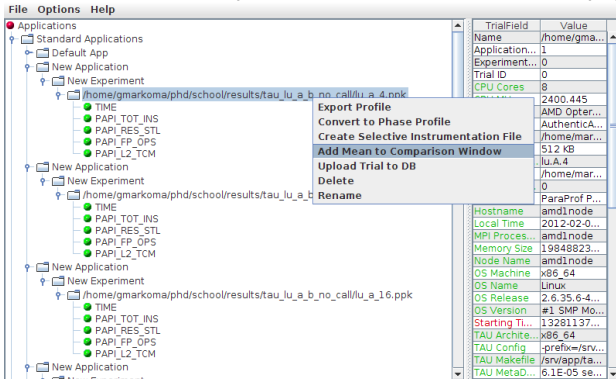 File Options Help
Applications
Standard Applications
Default App
New Application
New Experiment
/home/gmarkoma/phd/school/results/tau_lu_a_b_no_call/lu_a_4.ppk
TIME
PAPI_TOT_INS
PAPI_RES_STL
PAPI_FP_OPS
PAPI_L2_TCM
New Application
New Experiment
/home/gmarkoma/phd/school/results/tau_lu_a_b
TIME
PAPI_TOT_INS
PAPI_RES_STL
PAPI_FP_OPS
PAPI_L2_TCM
New Application
New Experiment
/home/gmarkoma/phd/school/results/tau_lu_a_b_no_call/lu_a_16.ppk
TIME
PAPI_TOT_INS
PAPI_RES_STL
PAPI_FP_OPS
PAPI_L2_TCM
New Application
New Experiment
Export Profile
Convert to Phase Profile
Create Selective Instrumentation File
Add Mean to Comparison Window
Upload Trial to DB
Delete
Rename
TrialField Value
Name /home/gma...
Application... 1
Experiment... 0
Trial ID 0
CPU Cores 8
2400.445
AMD Opter...
AuthenticA...
/home/mar...
512 KB
lu.A.4
/home/mar...
0
ParaProf P...
Hostname amd1node
Local Time 2012-02-0...
MPI Proces... amd1node
Memory Size 19848823...
Node Name amd1node
OS Machine x86_64
OS Name Linux
OS Release 2.6.35-6-4...
OS Version #1 SMP Mo...
Starting Ti... 13281137...
TAU Archite... x86_64
TAU Config -prefix=/srv...
TAU Makefile /srv/app/ta...
TAU MetaD... 6.1E-05 se...